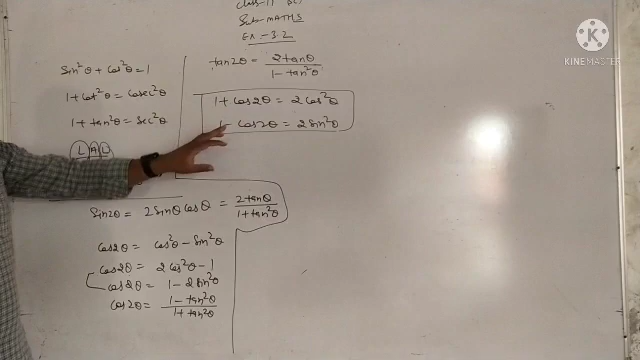 Class-11
Sub-MATHS
EX-3.2
KINEMASTER
sin²θ + cos²θ = 1
1 + cot²θ = cosec²θ
1 + tan²θ = sec²θ
L A L
tan2θ = 2tanθ / 1 - tan²θ
1 + cos2θ = 2cos²θ
1 - cos2θ = 2sin²θ
sin2θ = 2sinθ cosθ = 2tanθ / 1 + tan²θ
cos2θ = cos²θ - sin²θ
cos2θ = 2cos²θ - 1
cos2θ = 1 - 2sin²θ
cos2θ = 1 - tan²θ / 1 + tan²θ